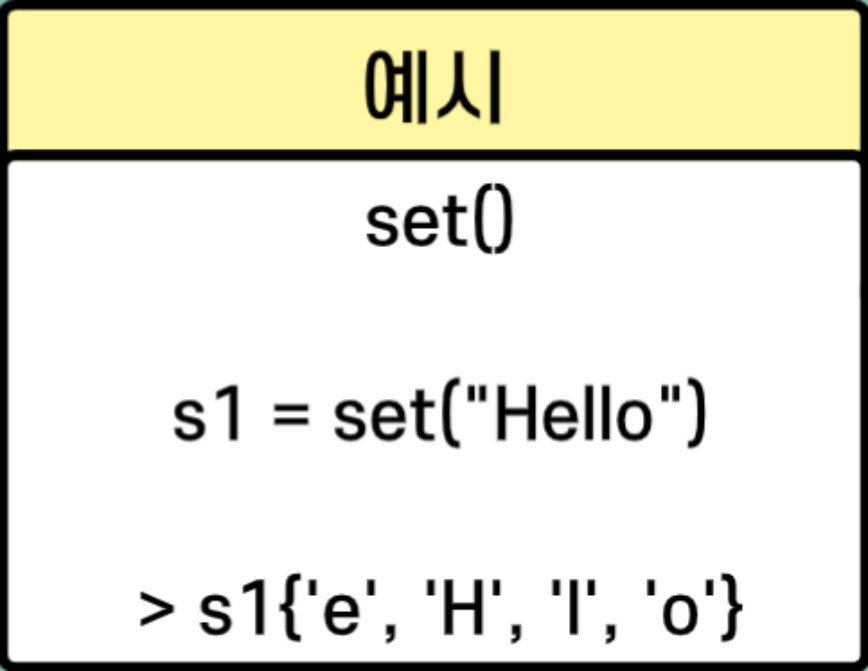 예시
set()
s1 = set("Hello")
> s1{'e', 'H', 'l', 'o'}